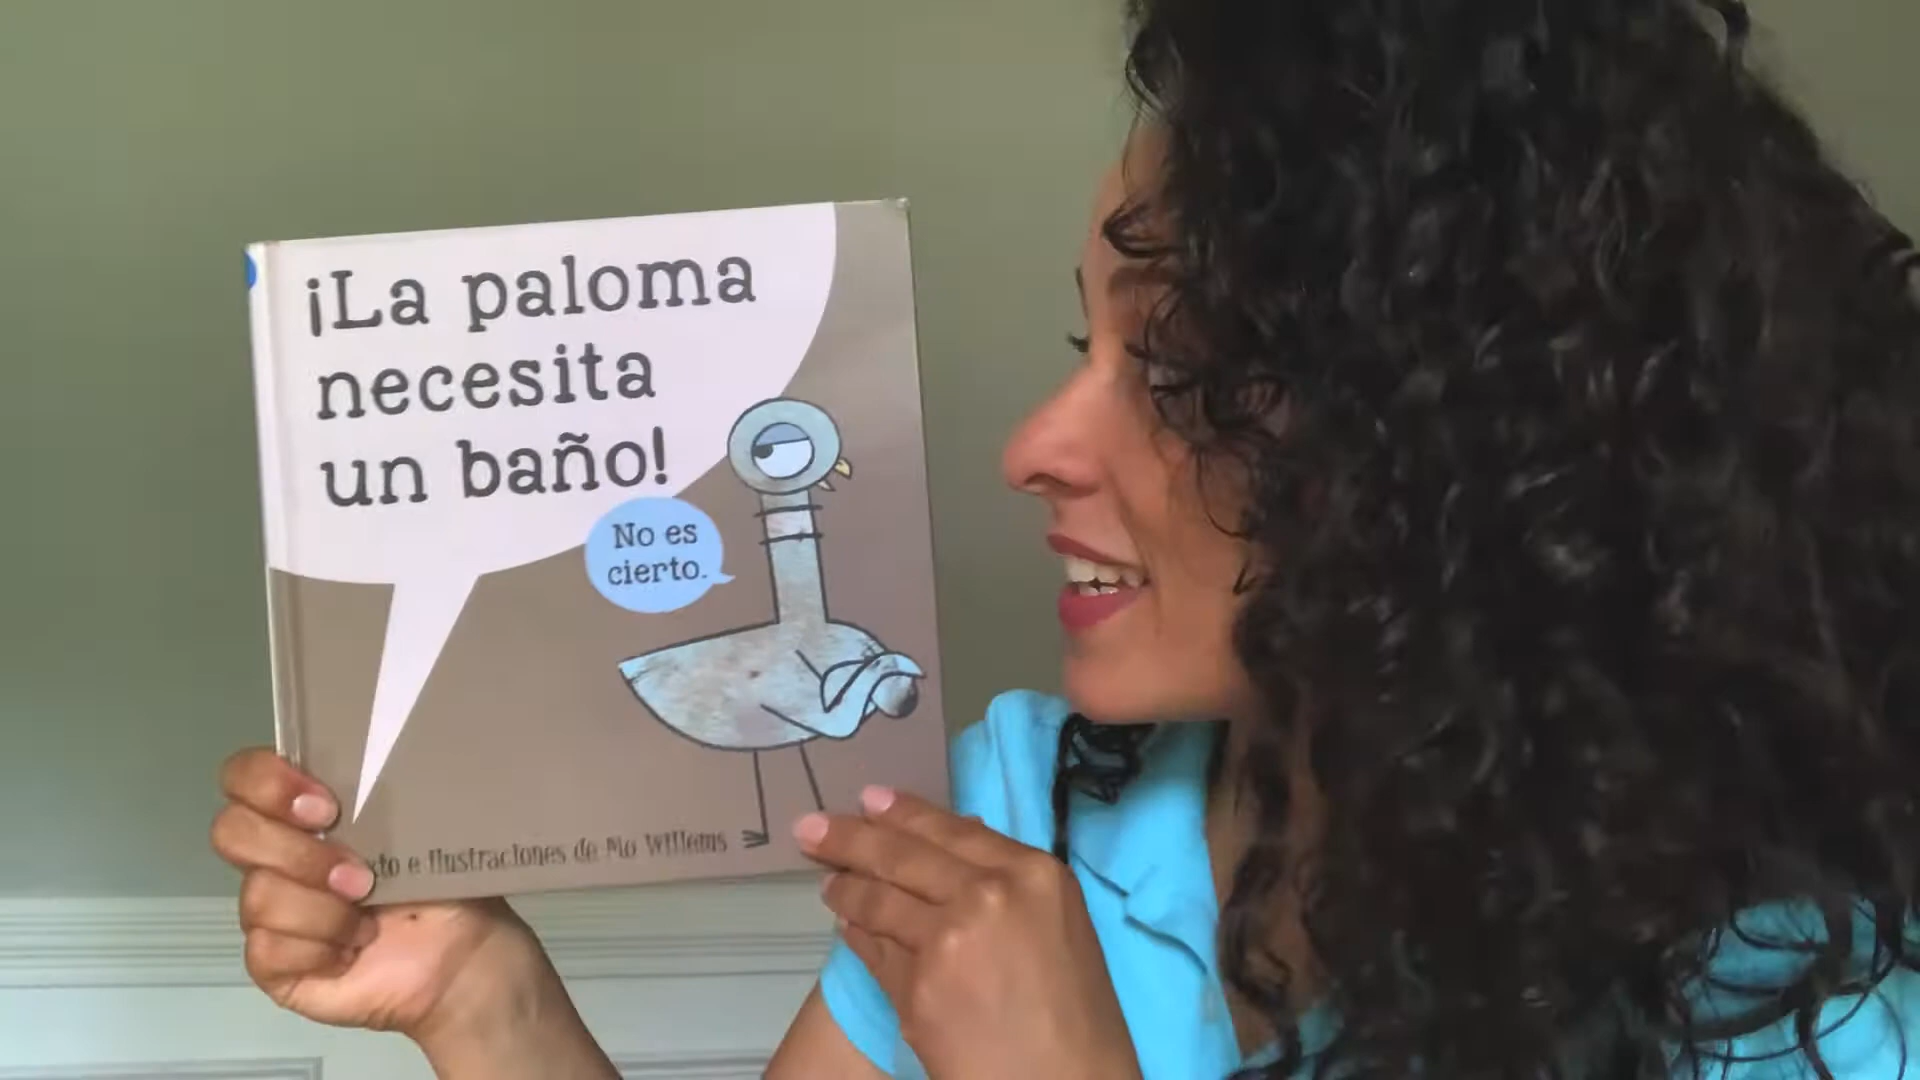 ¡La paloma
necesita
un baño!
No es
cierto.
e ilustraciones de Mo Willems